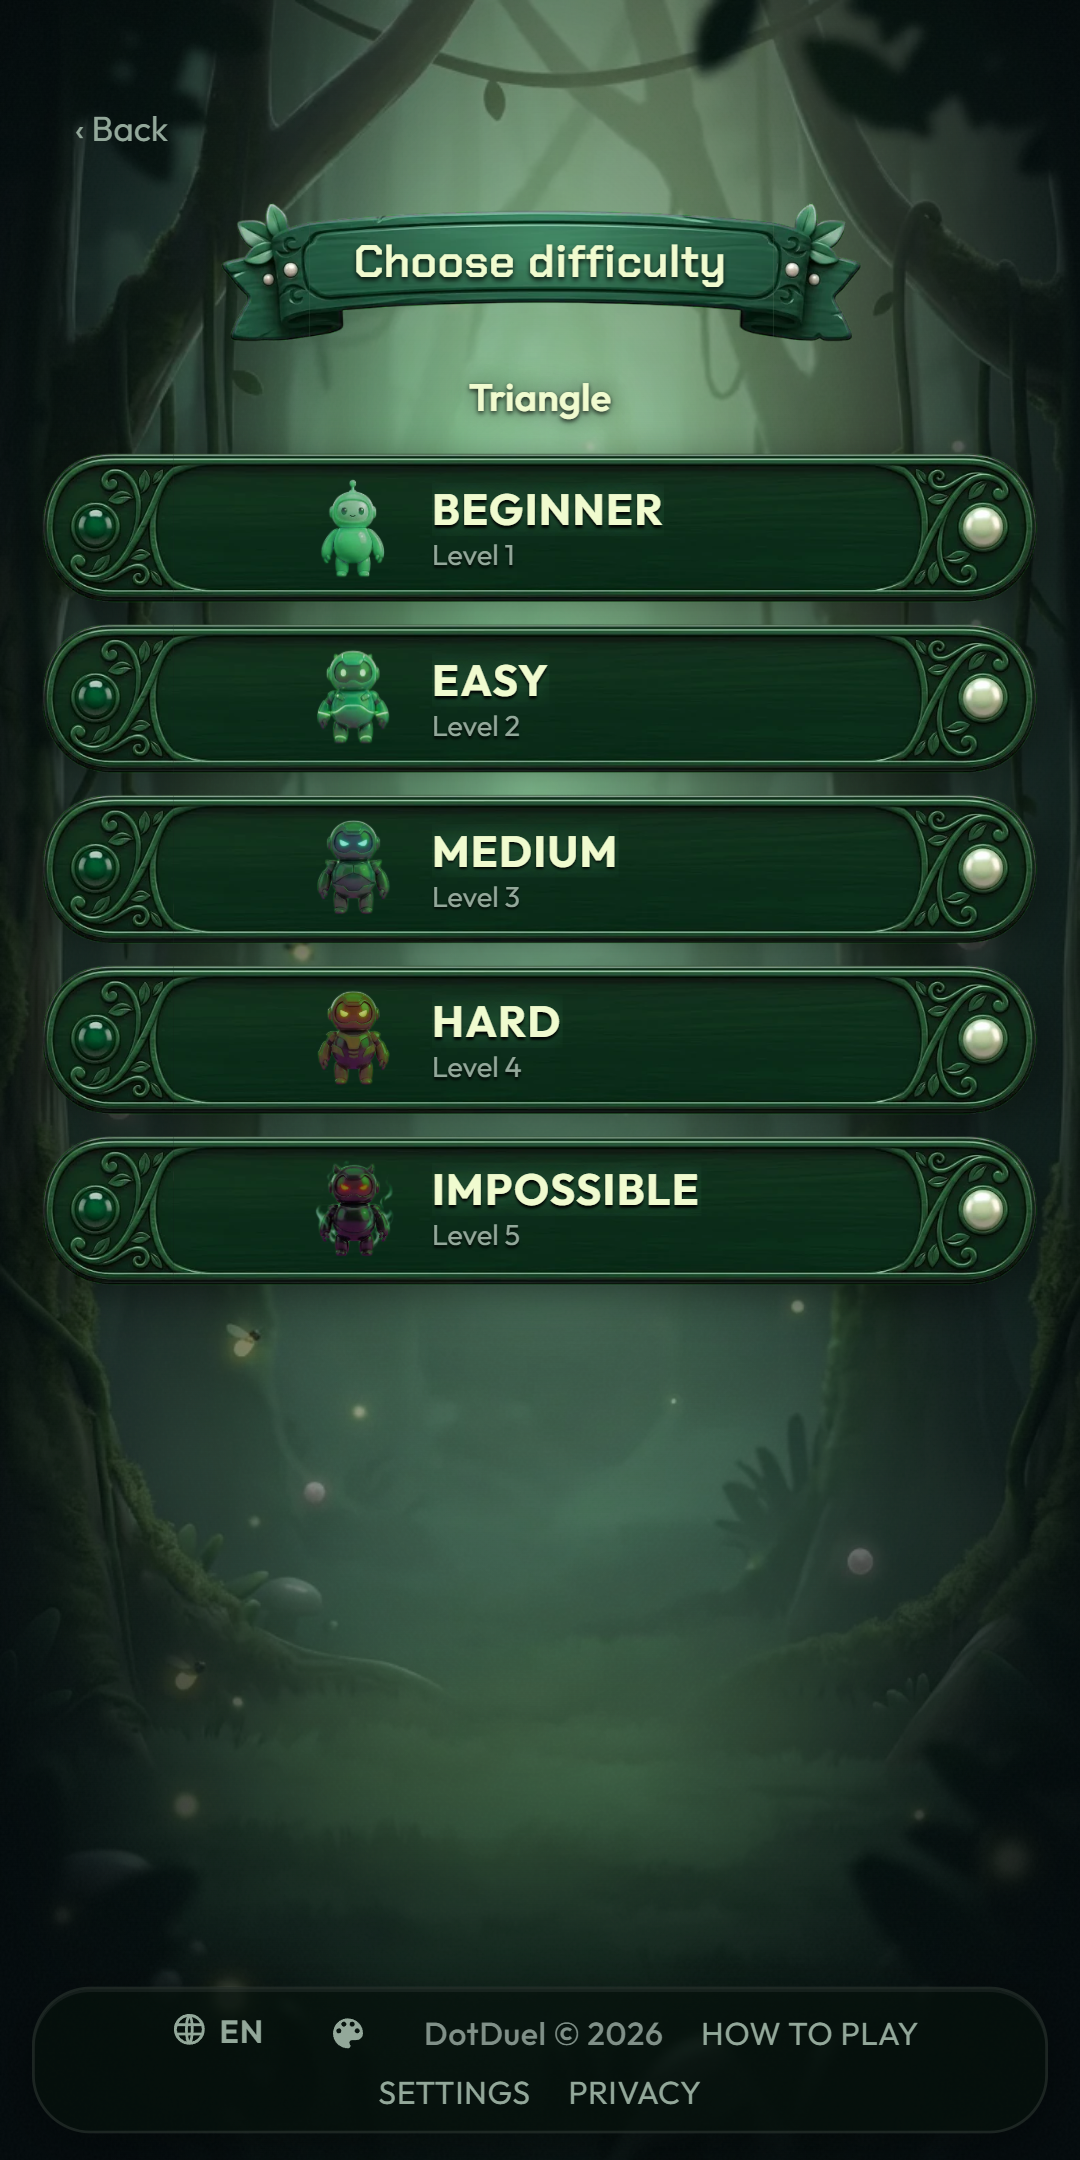 ‹ Back
Choose difficulty
Triangle
BEGINNER
Level 1
EASY
Level 2
MEDIUM
Level 3
HARD
Level 4
IMPOSSIBLE
Level 5
EN DotDuel © 2026 HOW TO PLAY
SETTINGS PRIVACY